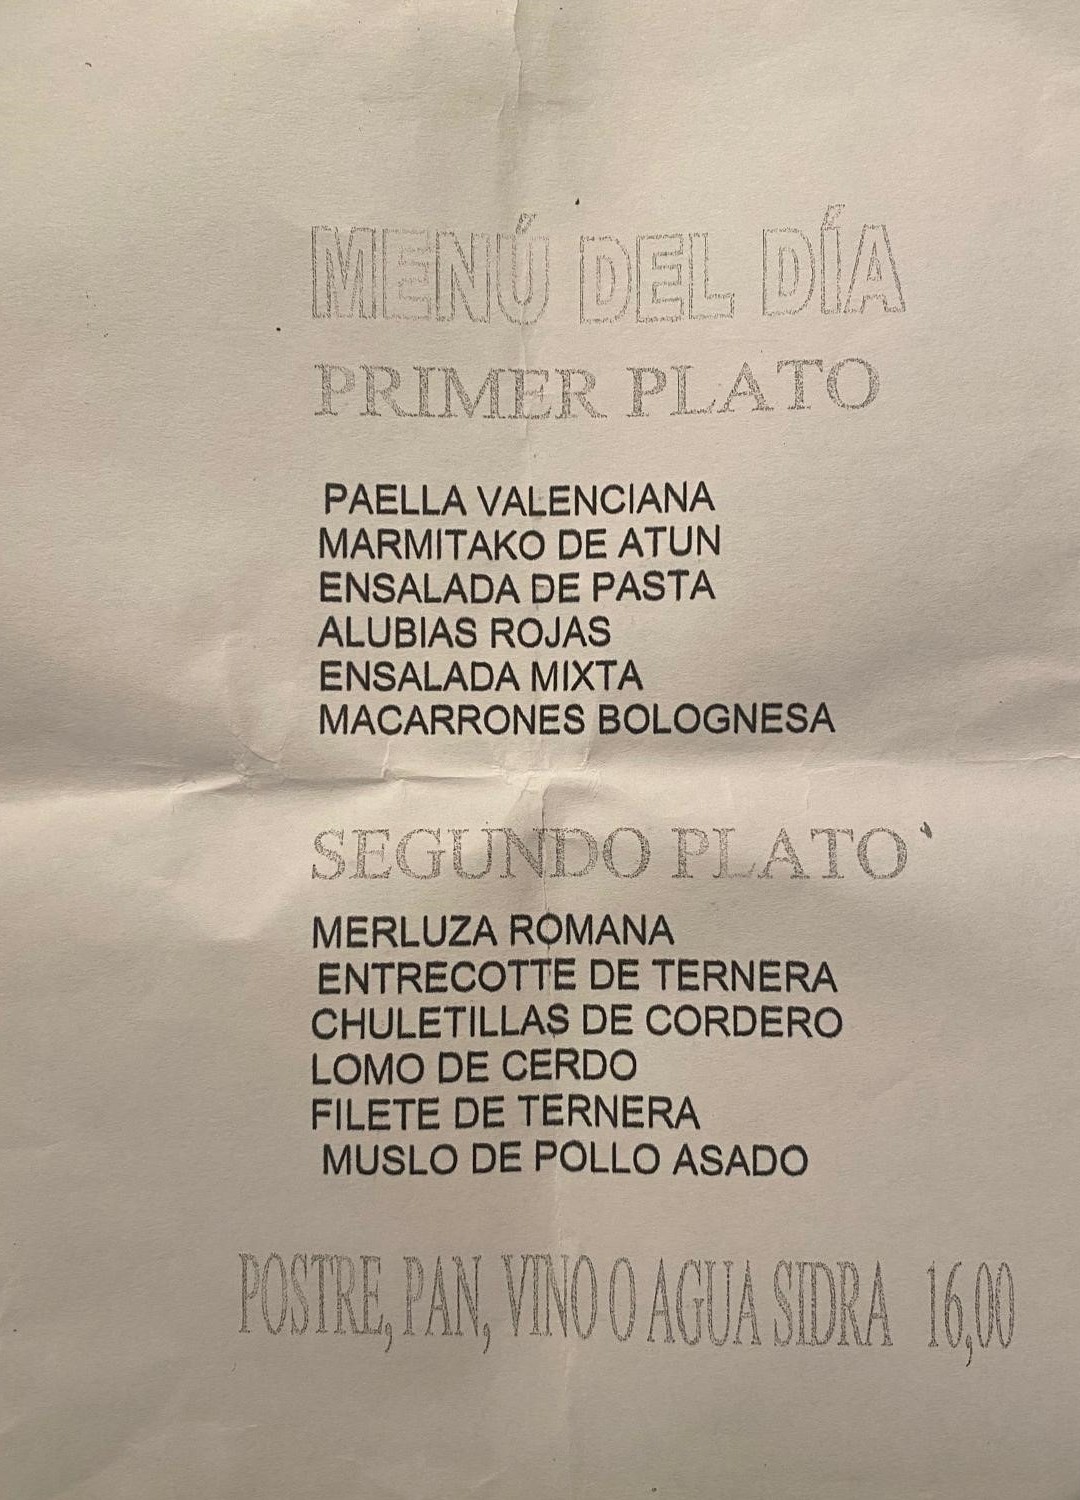 MENÚ DEL DÍA
PRIMER PLATO
PAELLA VALENCIANA
MARMITAKO DE ATUN
ENSALADA DE PASTA
ALUBIAS ROJAS
ENSALADA MIXTA
MACARRONES BOLOGNESA
SEGUNDO PLATO
MERLUZA ROMANA
ENTRECOTTE DE TERNERA
CHULETILLAS DE CORDERO
LOMO DE CERDO
FILETE DE TERNERA
MUSLO DE POLLO ASADO
POSTRE, PAN, VINO O AGUA SIDRA 16,00